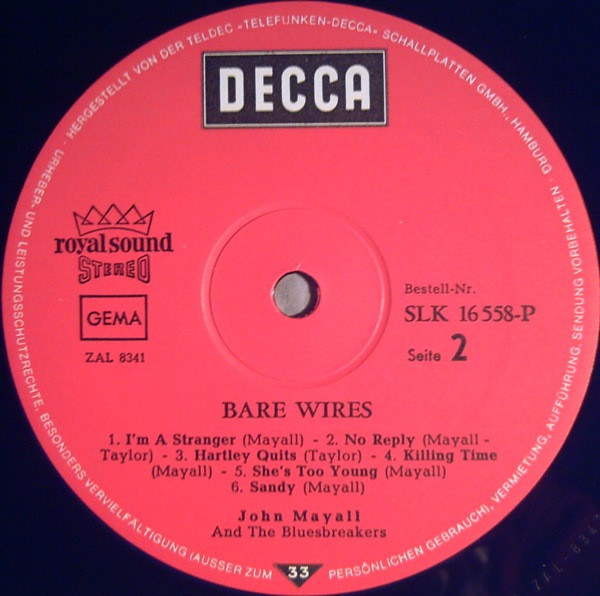 URHEBER- UND LEISTUNGSSCHUTZRECHTE, BESONDERS VERVIELFÄLTIGUNG (AUSSER ZUM PERSÖNLICHEN GEBRAUCH), VERMIETUNG, AUFFÜHRUNG, SENDUNG VORBEHALTEN · HERGESTELLT VON DER TELDEC »TELEFUNKEN-DECCA« SCHALLPLATTEN GMBH., HAMBURG ·
DECCA
royal sound
STEREO
GEMA
ZAL 8341
Bestell-Nr.
SLK 16 558-P
Seite 2
BARE WIRES
1. I'm A Stranger (Mayall) - 2. No Reply (Mayall -
Taylor) - 3. Hartley Quits (Taylor) - 4. Killing Time
(Mayall) - 5. She's Too Young (Mayall)
6. Sandy (Mayall)
John Mayall
And The Bluesbreakers
33